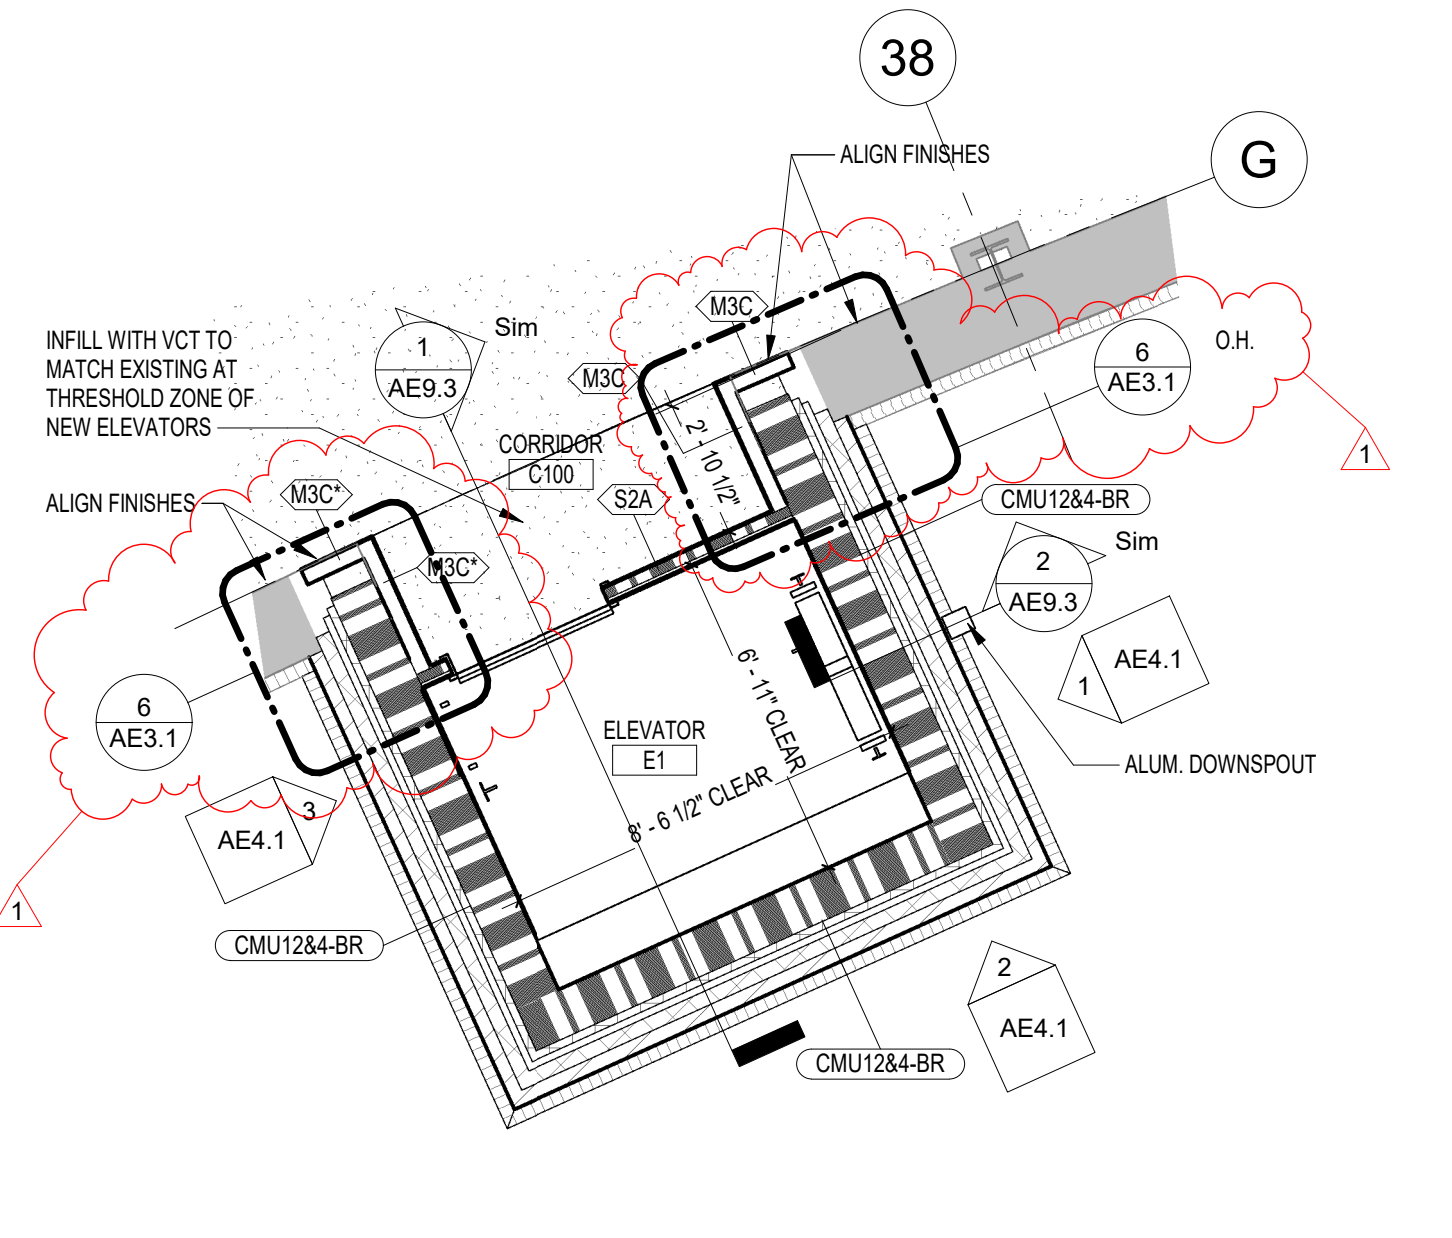 38
G
ALIGN FINISHES
M3C
Sim
1
AE9.3
INFILL WITH VCT TO
MATCH EXISTING AT
THRESHOLD ZONE OF
NEW ELEVATORS
O.H.
6
AE3.1
M3C
1
2' - 10 1/2"
CORRIDOR
C100
S2A
M3C*
ALIGN FINISHES
CMU12&4-BR
Sim
2
AE9.3
M3C*
AE4.1
1
6' - 11" CLEAR
6
AE3.1
ELEVATOR
E1
ALUM. DOWNSPOUT
8' - 6 1/2" CLEAR
3
AE4.1
1
CMU12&4-BR
2
AE4.1
CMU12&4-BR